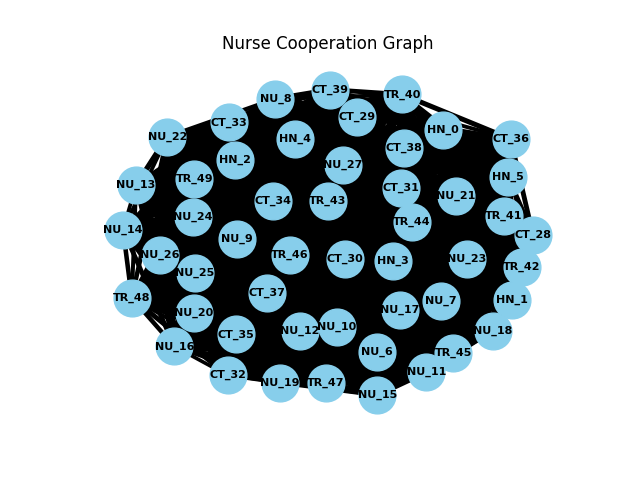 Nurse Cooperation Graph
CT_39
TR_40
NU_8
CT_29
CT_33
HN_0
NU_22
HN_4
CT_36
CT_38
HN_2
NU_27
HN_5
TR_49
NU_13
CT_31
NU_21
CT_34
TR_43
NU_24
TR_41
TR_44
NU_14
CT_28
NU_9
NU_26
TR_46
CT_30
HN_3
NU_23
TR_42
NU_25
CT_37
TR_48
HN_1
NU_7
NU_17
NU_20
NU_10
NU_12
NU_18
CT_35
NU_16
NU_6
TR_45
NU_11
CT_32
NU_19
TR_47
NU_15